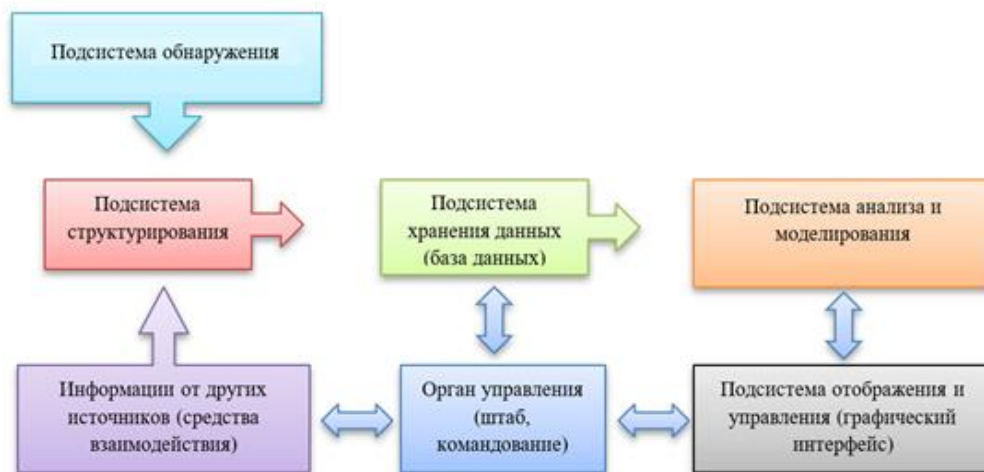 Подсистема обнаружения
Подсистема
структурирования
Подсистема
хранения данных
(база данных)
Подсистема анализа и
моделирования
Информации от других
источников (средства
взаимодействия)
Орган управления
(штаб,
командование)
Подсистема отображения и
управления (графический
интерфейс)